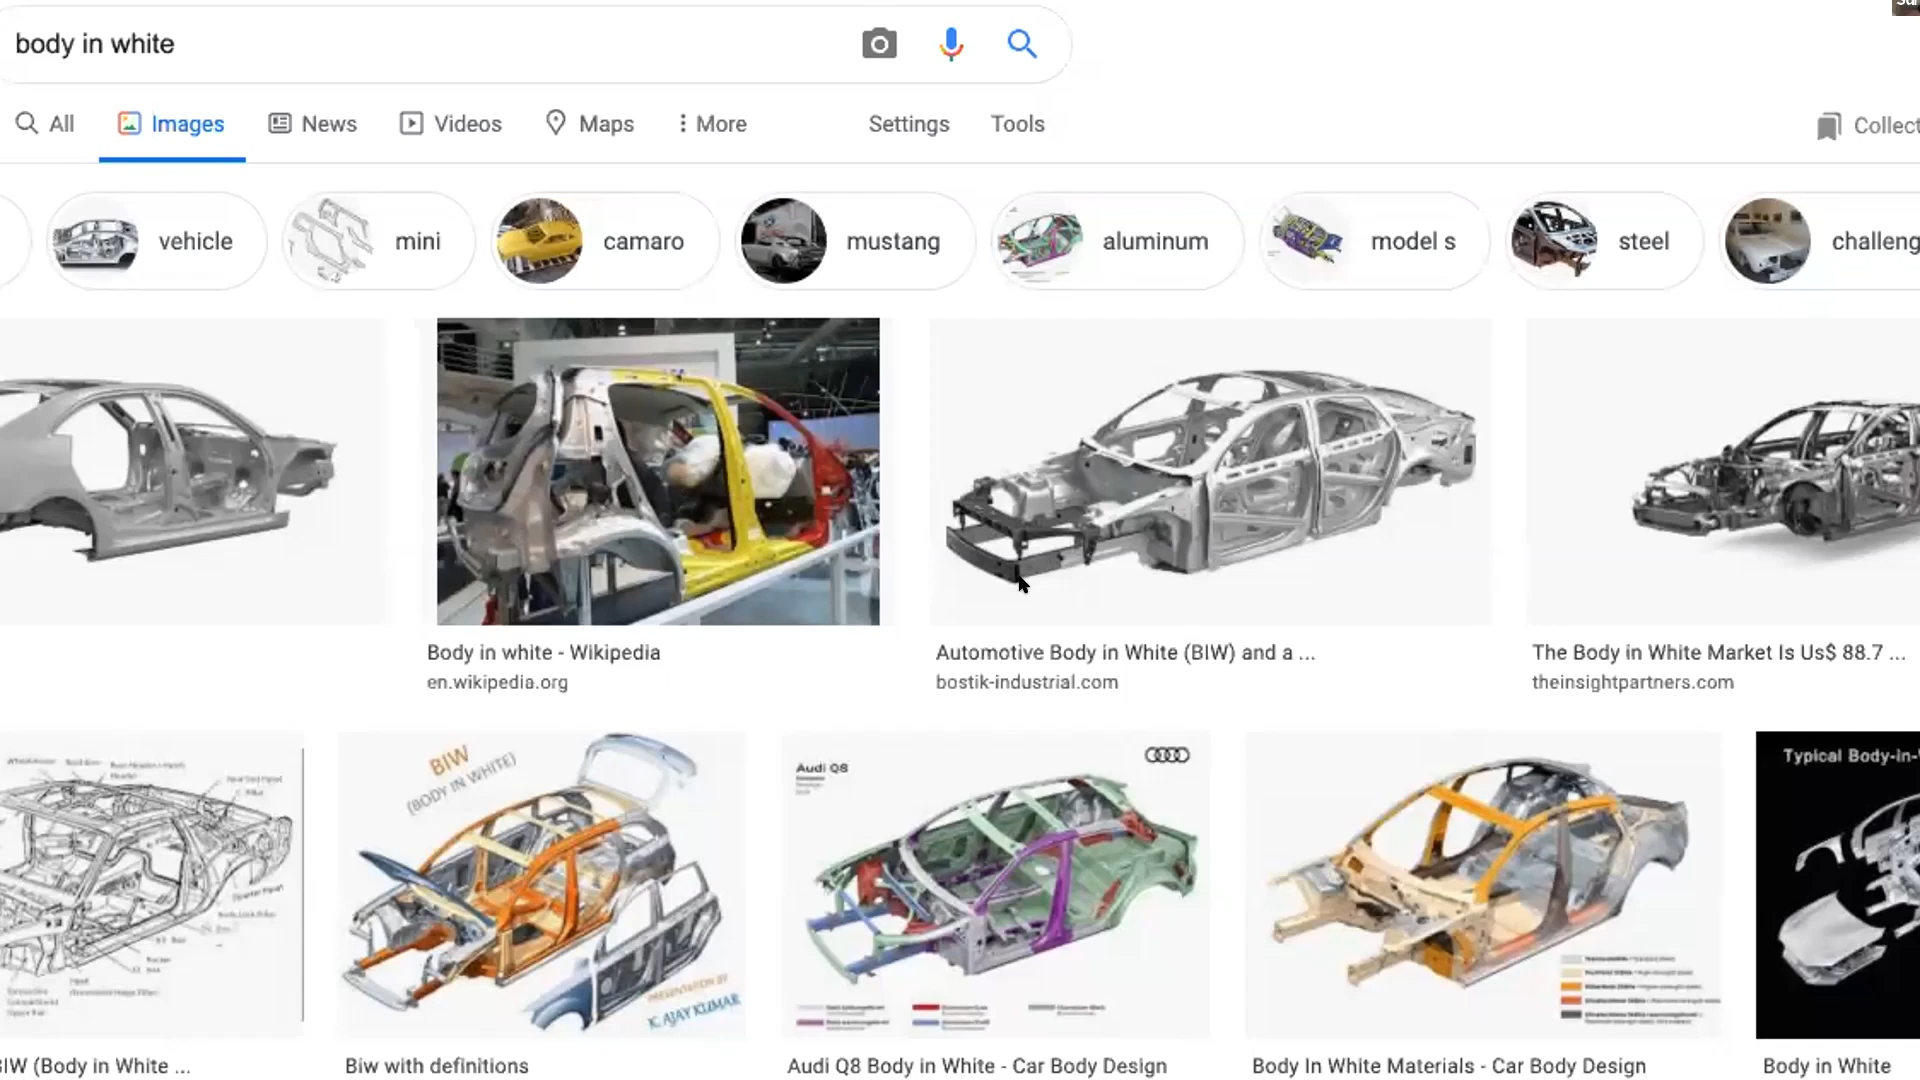 body in white
All
Images
News
Videos
Maps
More
Settings
Tools
Collect
vehicle
mini
camaro
mustang
aluminum
model s
steel
challeng
Body in white - Wikipedia
en.wikipedia.org
Automotive Body in White (BIW) and a ...
bostik-industrial.com
The Body in White Market Is Us$ 88.7 ...
theinsightpartners.com
BIW
(BODY IN WHITE)
PRESENTATION BY
K. AJAY KUMAR
Audi Q8
Typical Body-in-
BIW (Body in White ...
Biw with definitions
Audi Q8 Body in White - Car Body Design
Body In White Materials - Car Body Design
Body in White